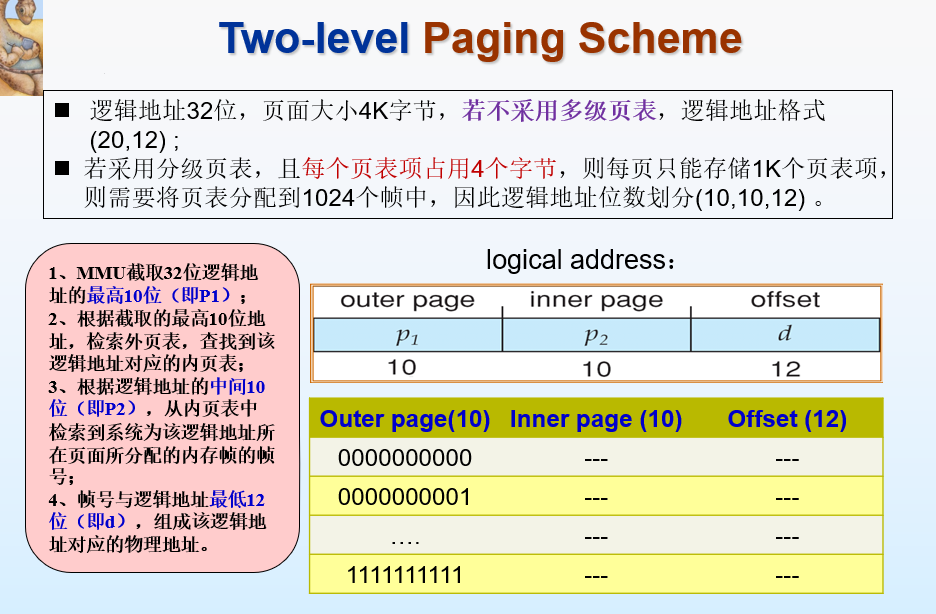 Two-level Paging Scheme
■ 逻辑地址32位，页面大小4K字节，若不采用多级页表，逻辑地址格式
(20,12)；
■ 若采用分级页表，且每个页表项占用4个字节，则每页只能存储1K个页表项，
则需要将页表分配到1024个帧中，因此逻辑地址位数划分(10,10,12) 。
1、MMU截取32位逻辑地
址的最高10位（即P1）；
2、根据截取的最高10位地
址，检索外页表，查找到该
逻辑地址对应的内页表；
3、根据逻辑地址的中间10
位（即P2），从内页表中
检索到系统为该逻辑地址所
在页面所分配的内存帧的帧
号；
4、帧号与逻辑地址最低12
位（即d），组成该逻辑地
址对应的物理地址。
logical address：
outer page inner page offset
p1 p2 d
10 10 12
Outer page(10) Inner page (10) Offset (12)
0000000000 --- ---
0000000001 --- ---
…. --- ---
1111111111 --- ---